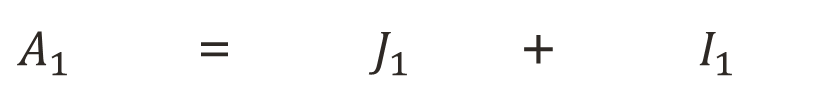 A₁ = J₁ + I₁